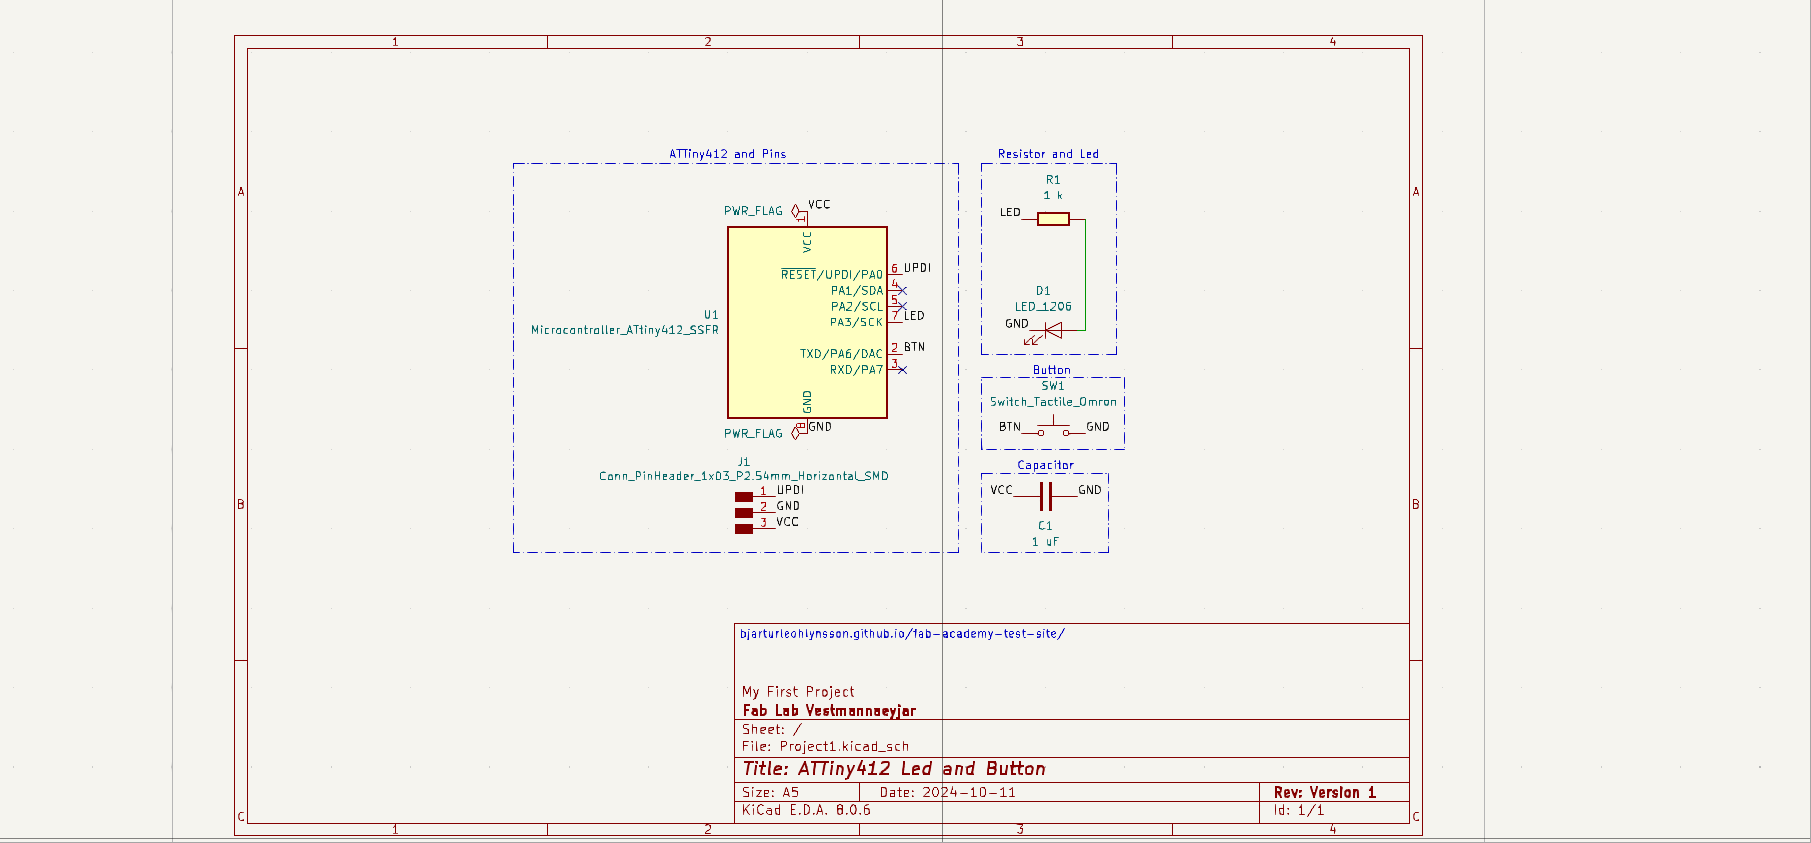 1 2 3 4
ATTiny412 and Pins
Resistor and Led
R1
1 k
A A
PWR_FLAG VCC
1
LED
VCC
RESET/UPDI/PA0 6 UPDI
PA1/SDA 4
PA2/SCL 5
PA3/SCK 7 LED
D1
LED_1206
U1
Microcontroller_ATtiny412_SSFR
GND
TXD/PA6/DAC 2 BTN
RXD/PA7 3
Button
SW1
Switch_Tactile_Omron
GND
8
PWR_FLAG GND
BTN GND
J1
Conn_PinHeader_1x03_P2.54mm_Horizontal_SMD
1 UPDI
2 GND
3 VCC
Capacitor
VCC GND
C1
1 uF
B B
bjarturleohlynsson.github.io/fab-academy-test-site/
My First Project
Fab Lab Vestmannaeyjar
Sheet: /
File: Project1.kicad_sch
Title: ATTiny412 Led and Button
Size: A5 Date: 2024-10-11 Rev: Version 1
KiCad E.D.A. 8.0.6 Id: 1/1
C C
1 2 3 4